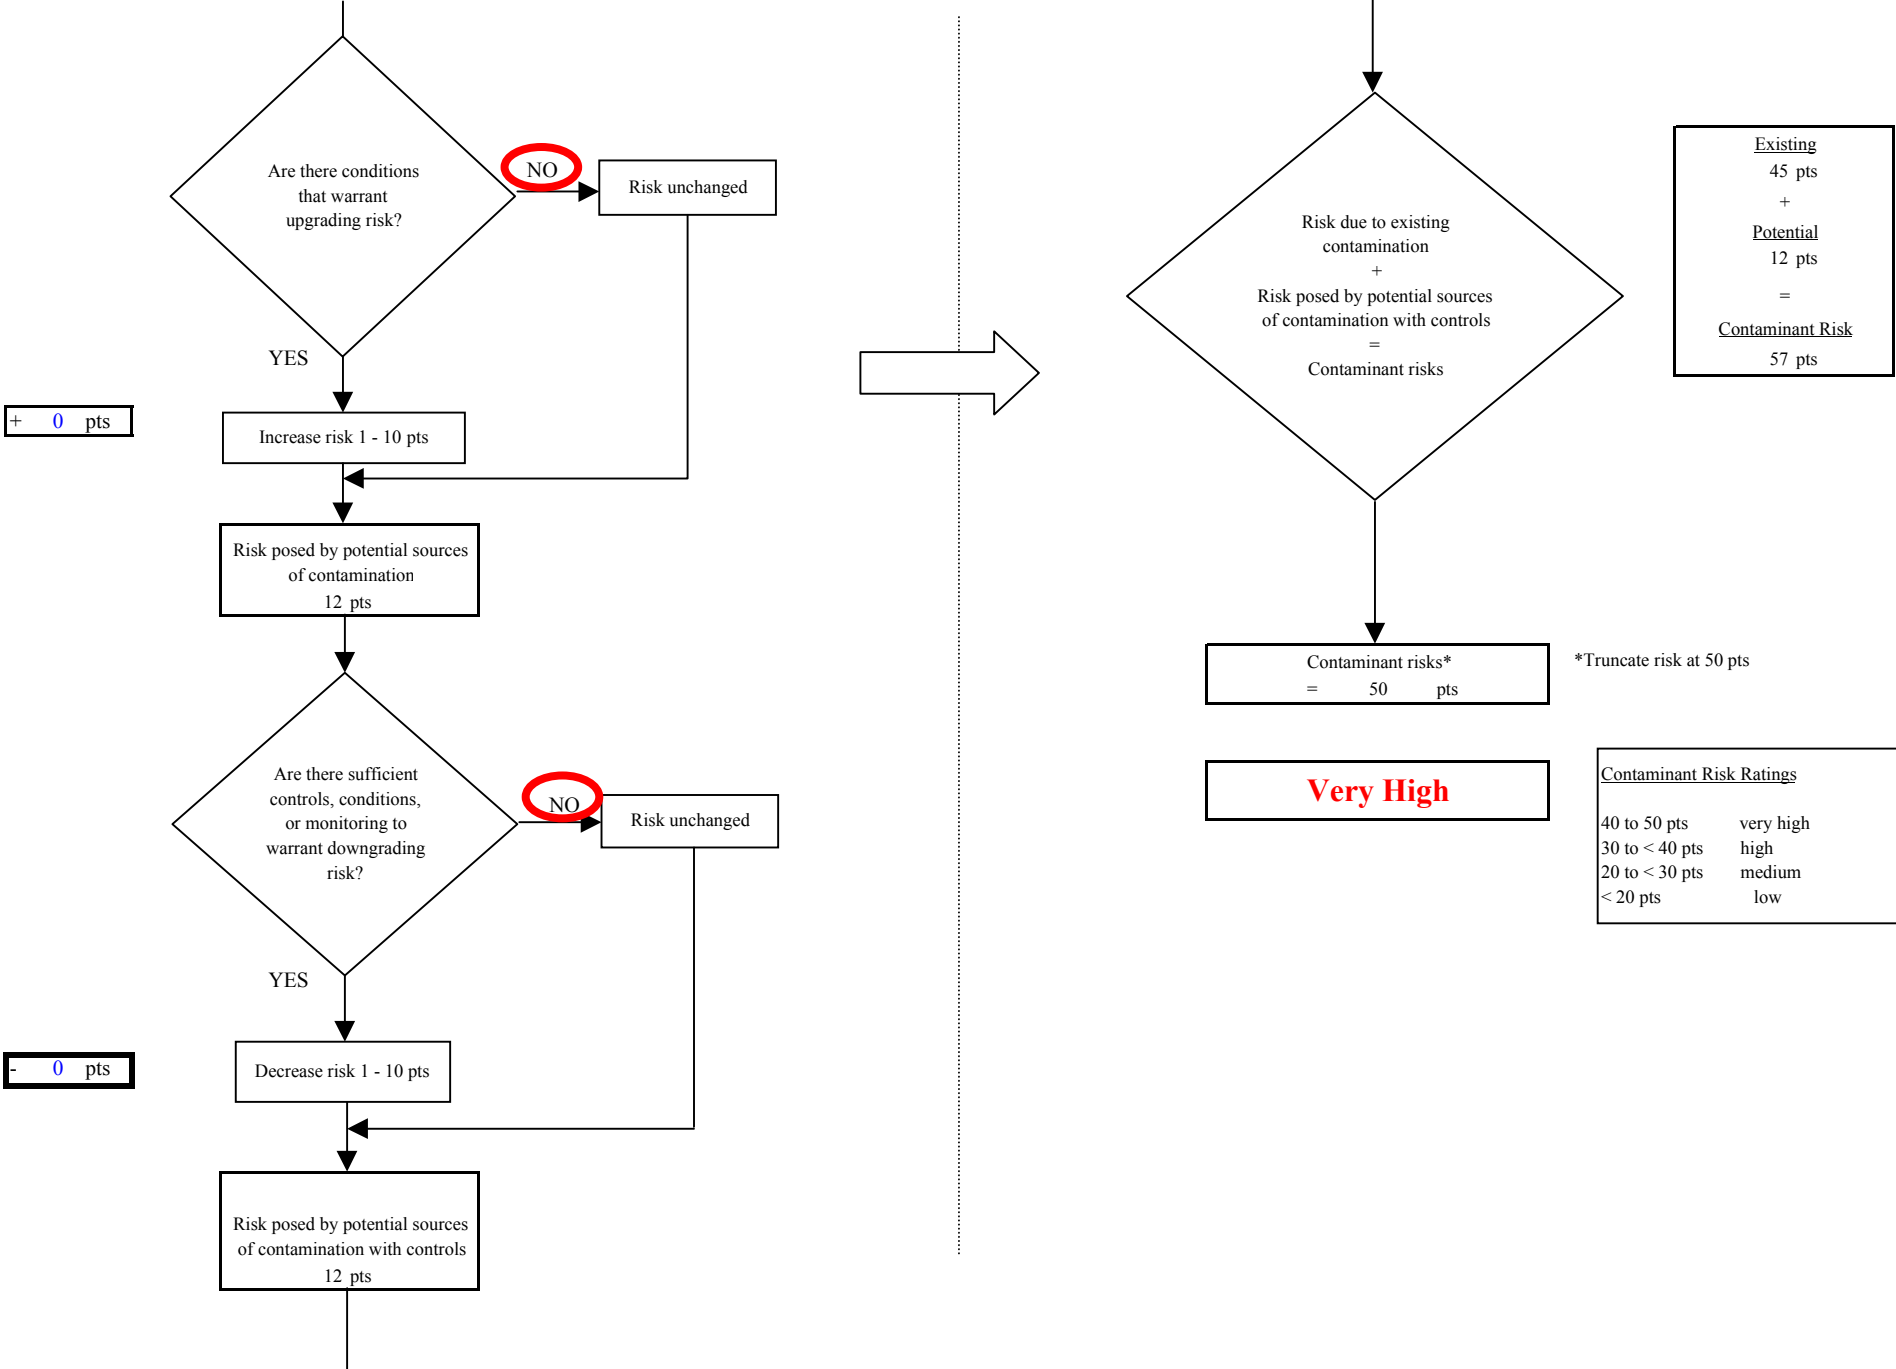 Are there conditions
that warrant
upgrading risk?
NO
Risk unchanged
YES
+ 0 pts
Increase risk 1 - 10 pts
Risk posed by potential sources
of contamination
12 pts
Are there sufficient
controls, conditions,
or monitoring to
warrant downgrading
risk?
NO
Risk unchanged
YES
- 0 pts
Decrease risk 1 - 10 pts
Risk posed by potential sources
of contamination with controls
12 pts
Risk due to existing
contamination
+
Risk posed by potential sources
of contamination with controls
=
Contaminant risks
Existing
45 pts
+
Potential
12 pts
=
Contaminant Risk
57 pts
Contaminant risks*
= 50 pts
*Truncate risk at 50 pts
Very High
Contaminant Risk Ratings
40 to 50 pts very high
30 to < 40 pts high
20 to < 30 pts medium
< 20 pts low